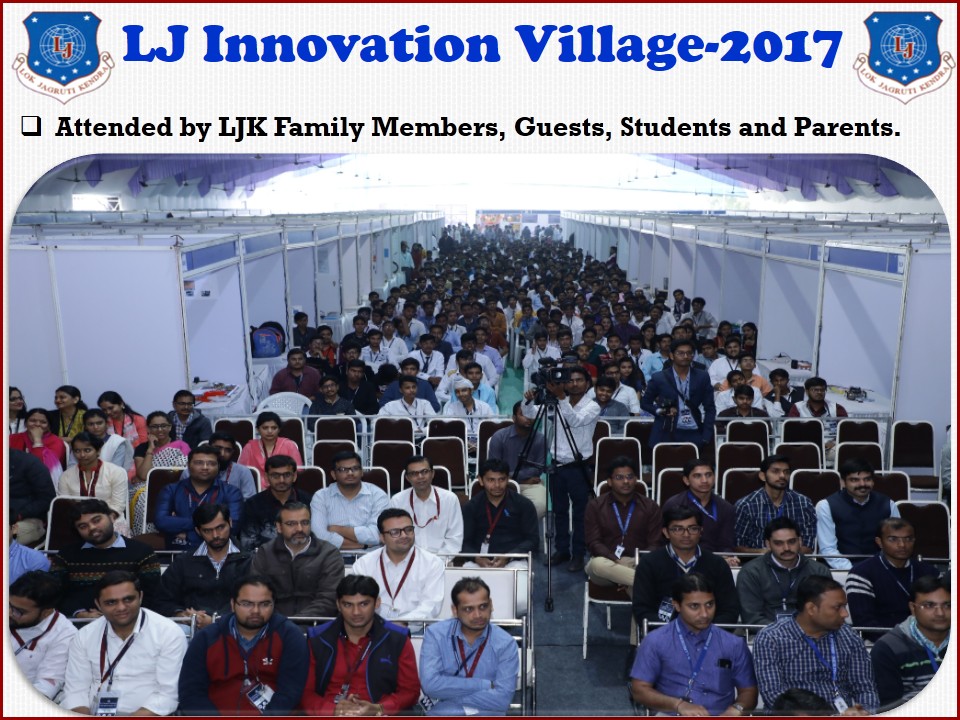 LJ Innovation Village-2017
LJ
LOK JAGRUTI KENDRA
LJ
LOK JAGRUTI KENDRA
❑ Attended by LJK Family Members, Guests, Students and Parents.